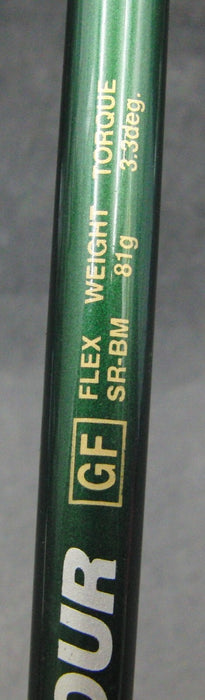 OUR
GF
FLEX WEIGHT TORQUE
SR-BM 81g 3.3deg.